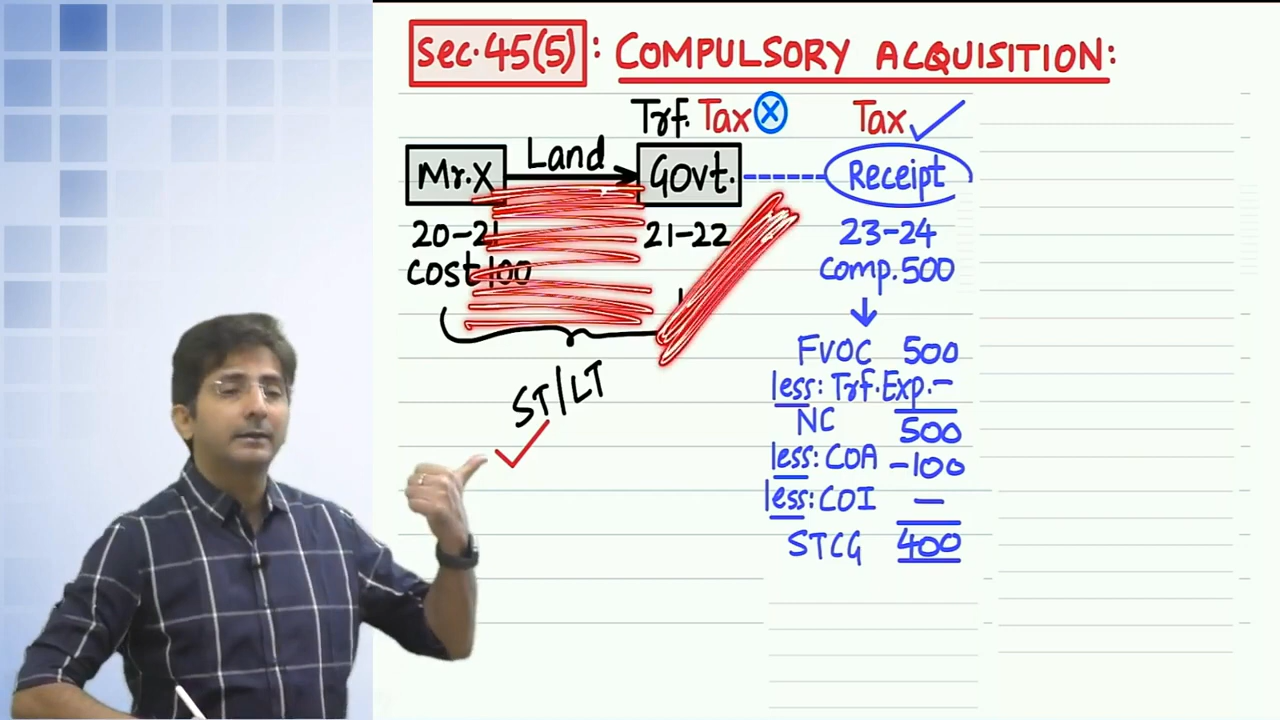 Sec. 45(5) : COMPULSORY ACQUISITION:
Trf. Tax X
Tax ✓
Mr.X Land Govt. Receipt
20-21 21-22 23-24
Cost 100 Comp. 500
ST/LT
FVOC 500
less: Trf. Exp. -
NC 500
less: COA -100
less: COI -
STCG 400